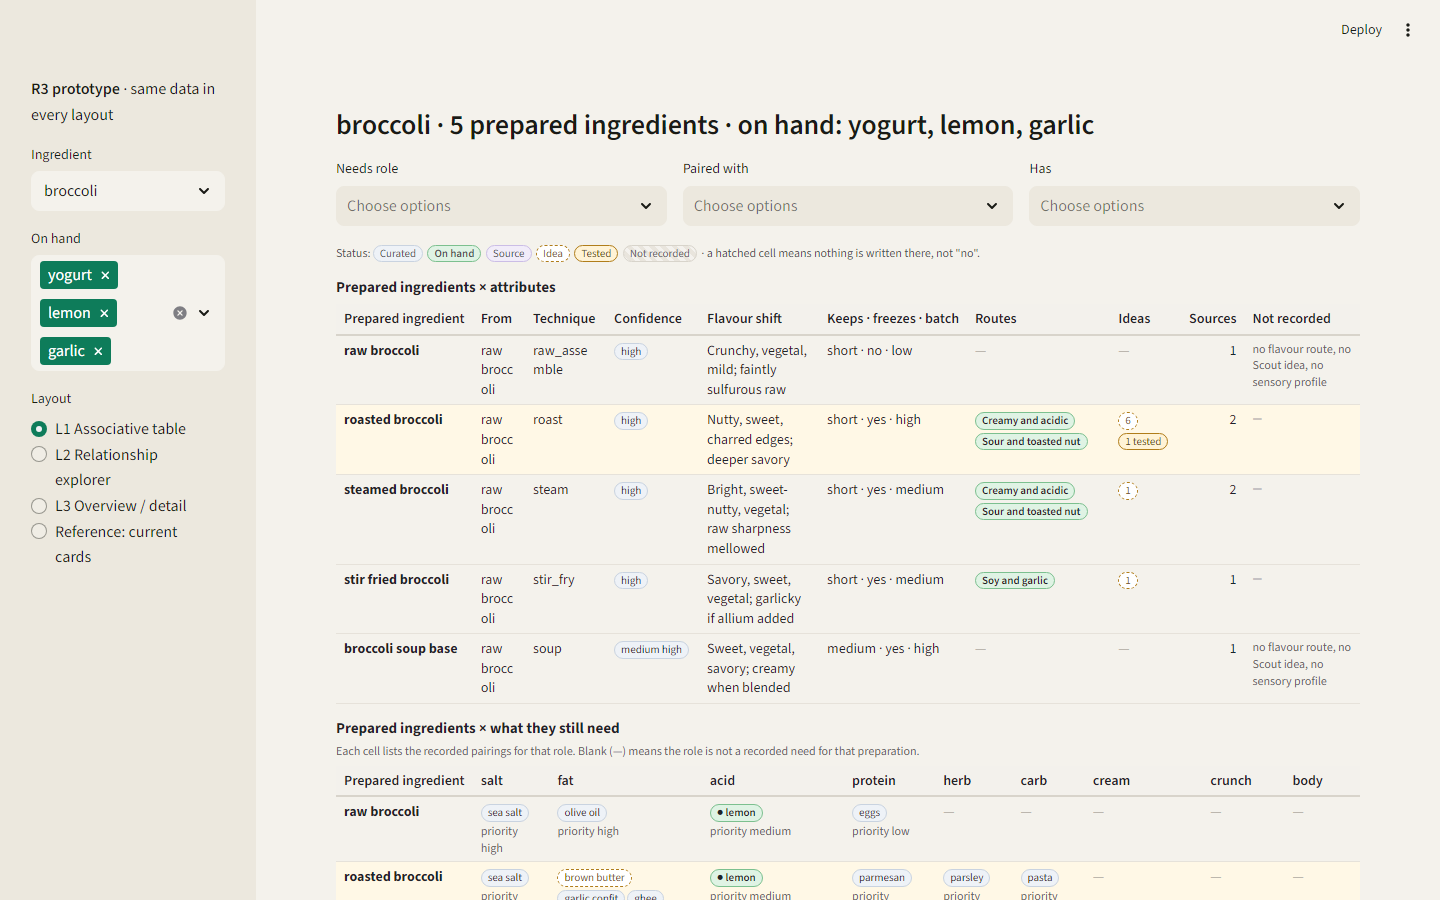 Deploy
R3 prototype · same data in
every layout
Ingredient
broccoli
On hand
yogurt ×
lemon ×
garlic ×
Layout
L1 Associative table
L2 Relationship
explorer
L3 Overview / detail
Reference: current
cards
broccoli · 5 prepared ingredients · on hand: yogurt, lemon, garlic
Needs role Paired with Has
Choose options Choose options Choose options
Status: Curated On hand Source Idea Tested Not recorded · a hatched cell means nothing is written there, not "no".
Prepared ingredients × attributes
Prepared ingredient From Technique Confidence Flavour shift Keeps · freezes · batch Routes Ideas Sources Not recorded
raw broccoli raw raw_asse high Crunchy, vegetal, short · no · low — — 1 no flavour route, no
brocc mble mild; faintly Scout idea, no
oli sulfurous raw sensory profile
roasted broccoli raw roast high Nutty, sweet, short · yes · high Creamy and acidic 6 2 —
brocc charred edges; Sour and toasted nut 1 tested
oli deeper savory
steamed broccoli raw steam high Bright, sweet- short · yes · medium Creamy and acidic 1 2 —
brocc nutty, vegetal; Sour and toasted nut
oli raw sharpness
mellowed
stir fried broccoli raw stir_fry high Savory, sweet, short · yes · medium Soy and garlic 1 1 —
brocc vegetal; garlicky
oli if allium added
broccoli soup base raw soup medium high Sweet, vegetal, medium · yes · high — — 1 no flavour route, no
brocc savory; creamy Scout idea, no
oli when blended sensory profile
Prepared ingredients × what they still need
Each cell lists the recorded pairings for that role. Blank (—) means the role is not a recorded need for that preparation.
Prepared ingredient salt fat acid protein herb carb cream crunch body
raw broccoli sea salt olive oil ● lemon eggs — — — — —
priority priority high priority medium priority low
high
roasted broccoli sea salt brown butter ● lemon parmesan parsley pasta — — —
priority garlic confit ghee priority medium priority priority priority